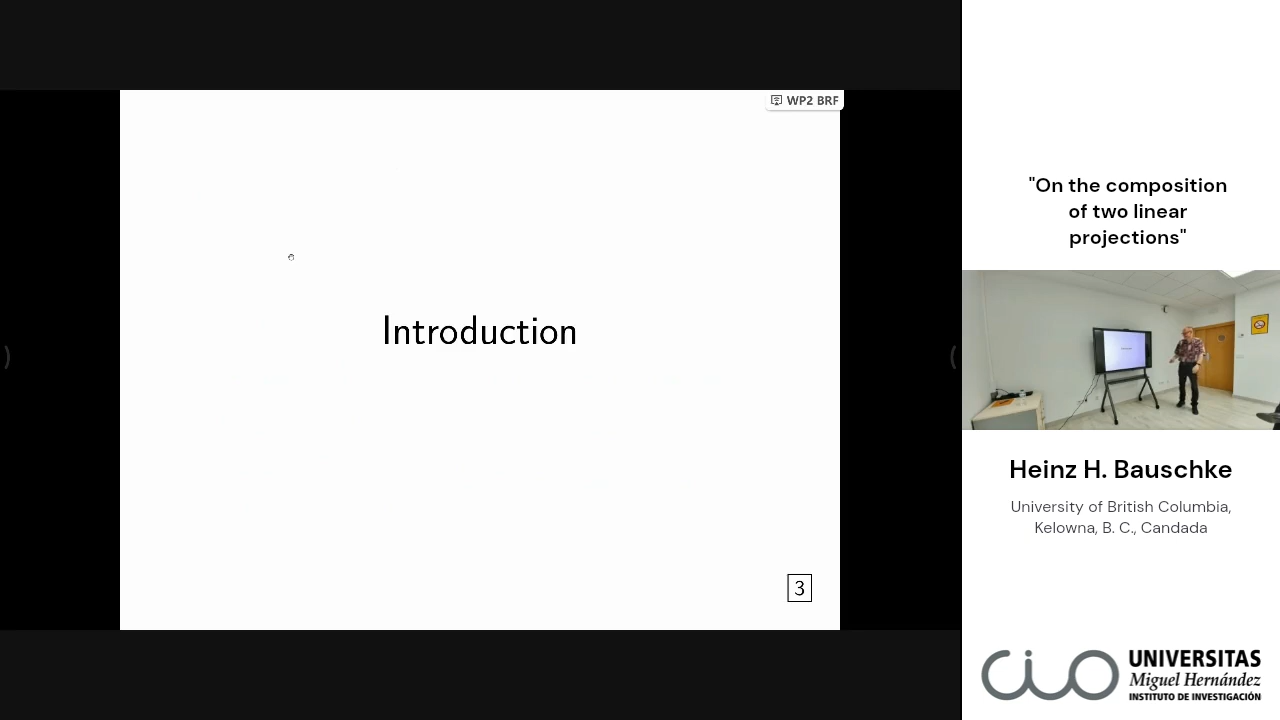 WP2 BRF
Introduction
3
"On the composition
of two linear
projections"
Heinz H. Bauschke
University of British Columbia,
Kelowna, B. C., Candada
cio
UNIVERSITAS
Miguel Hernández
INSTITUTO DE INVESTIGACIÓN